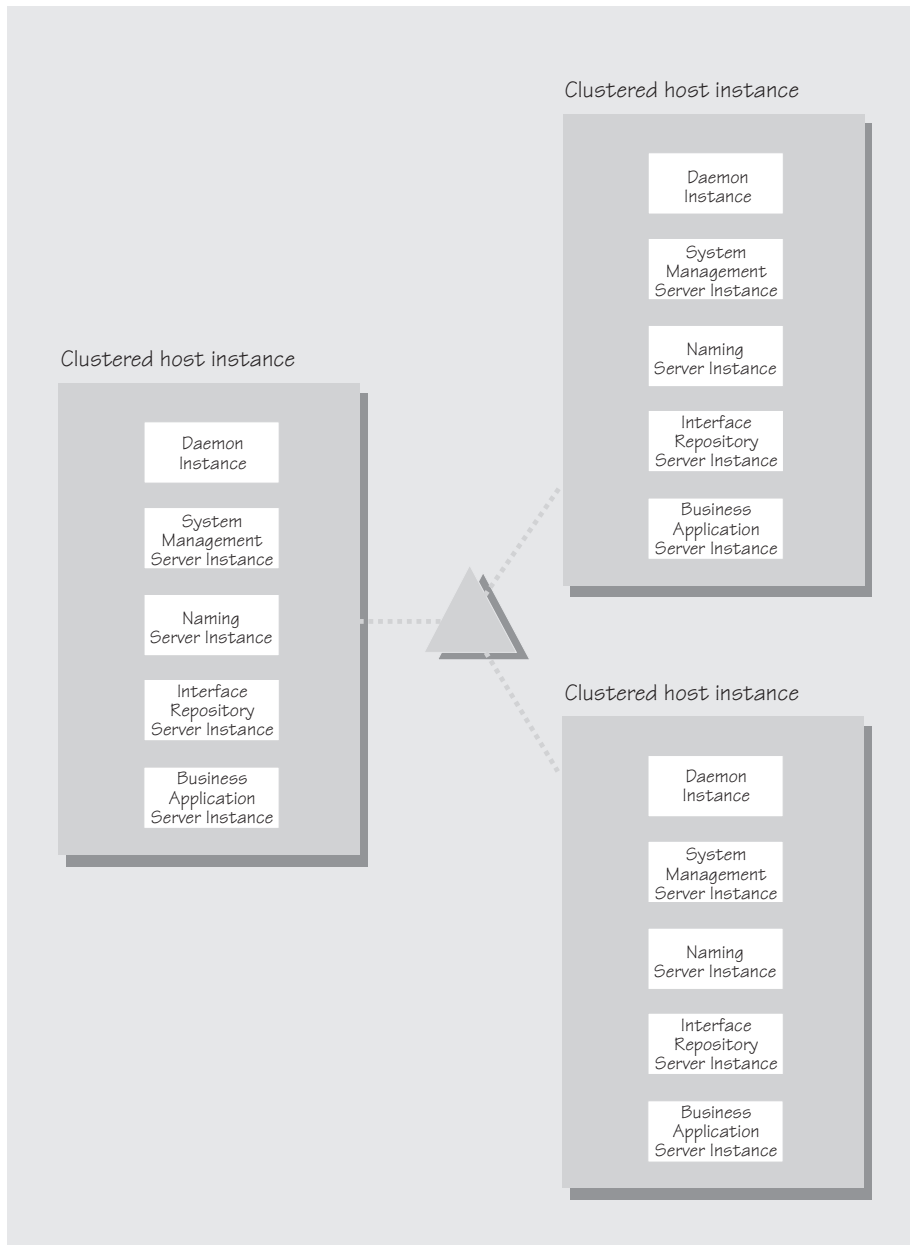 Clustered host instance
Daemon
Instance
System
Management
Server Instance
Naming
Server Instance
Interface
Repository
Server Instance
Business
Application
Server Instance
Clustered host instance
Daemon
Instance
System
Management
Server Instance
Naming
Server Instance
Interface
Repository
Server Instance
Business
Application
Server Instance
Clustered host instance
Daemon
Instance
System
Management
Server Instance
Naming
Server Instance
Interface
Repository
Server Instance
Business
Application
Server Instance